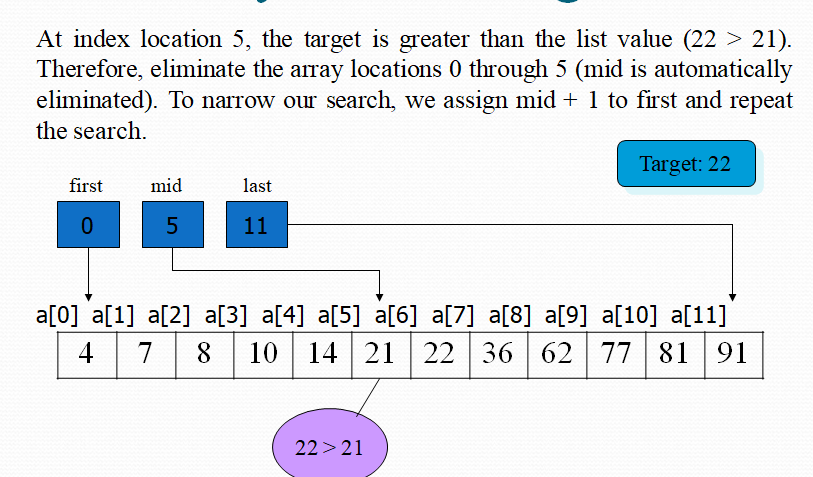 At index location 5, the target is greater than the list value (22 > 21).
Therefore, eliminate the array locations 0 through 5 (mid is automatically
eliminated). To narrow our search, we assign mid + 1 to first and repeat
the search.
Target: 22
first mid last
0 5 11
a[0] a[1] a[2] a[3] a[4] a[5] a[6] a[7] a[8] a[9] a[10] a[11]
4 7 8 10 14 21 22 36 62 77 81 91
22 > 21